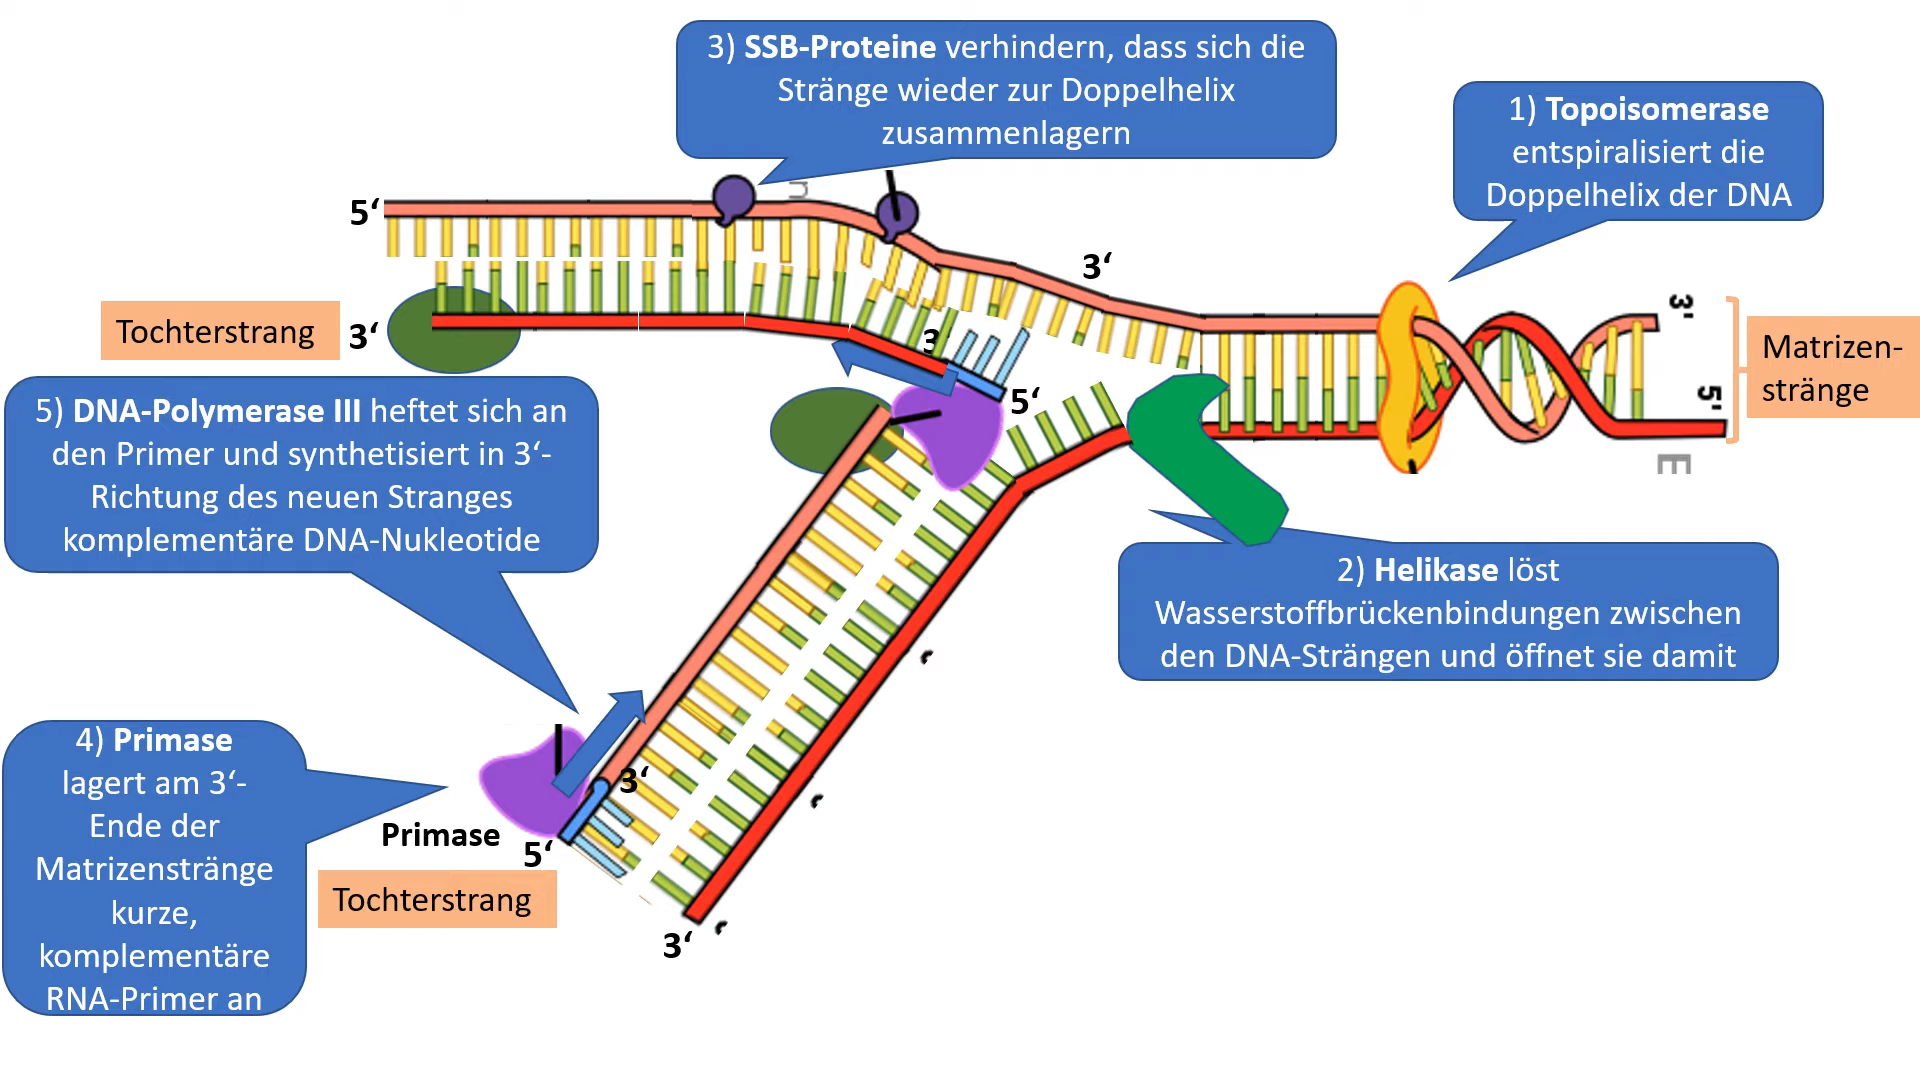 3) SSB-Proteine verhindern, dass sich die
Stränge wieder zur Doppelhelix
zusammenlagern
1) Topoisomerase
entspiralisiert die
Doppelhelix der DNA
n
5‘
3‘
3'
Tochterstrang
3‘
3‘
Matrizen-
stränge
5‘
5'
E
5) DNA-Polymerase III heftet sich an
den Primer und synthetisiert in 3‘-
Richtung des neuen Stranges
komplementäre DNA-Nukleotide
2) Helikase löst
Wasserstoffbrückenbindungen zwischen
den DNA-Strängen und öffnet sie damit
4) Primase
lagert am 3‘-
Ende der
Matrizenstränge
kurze,
komplementäre
RNA-Primer an
3‘
Primase
5‘
Tochterstrang
3‘